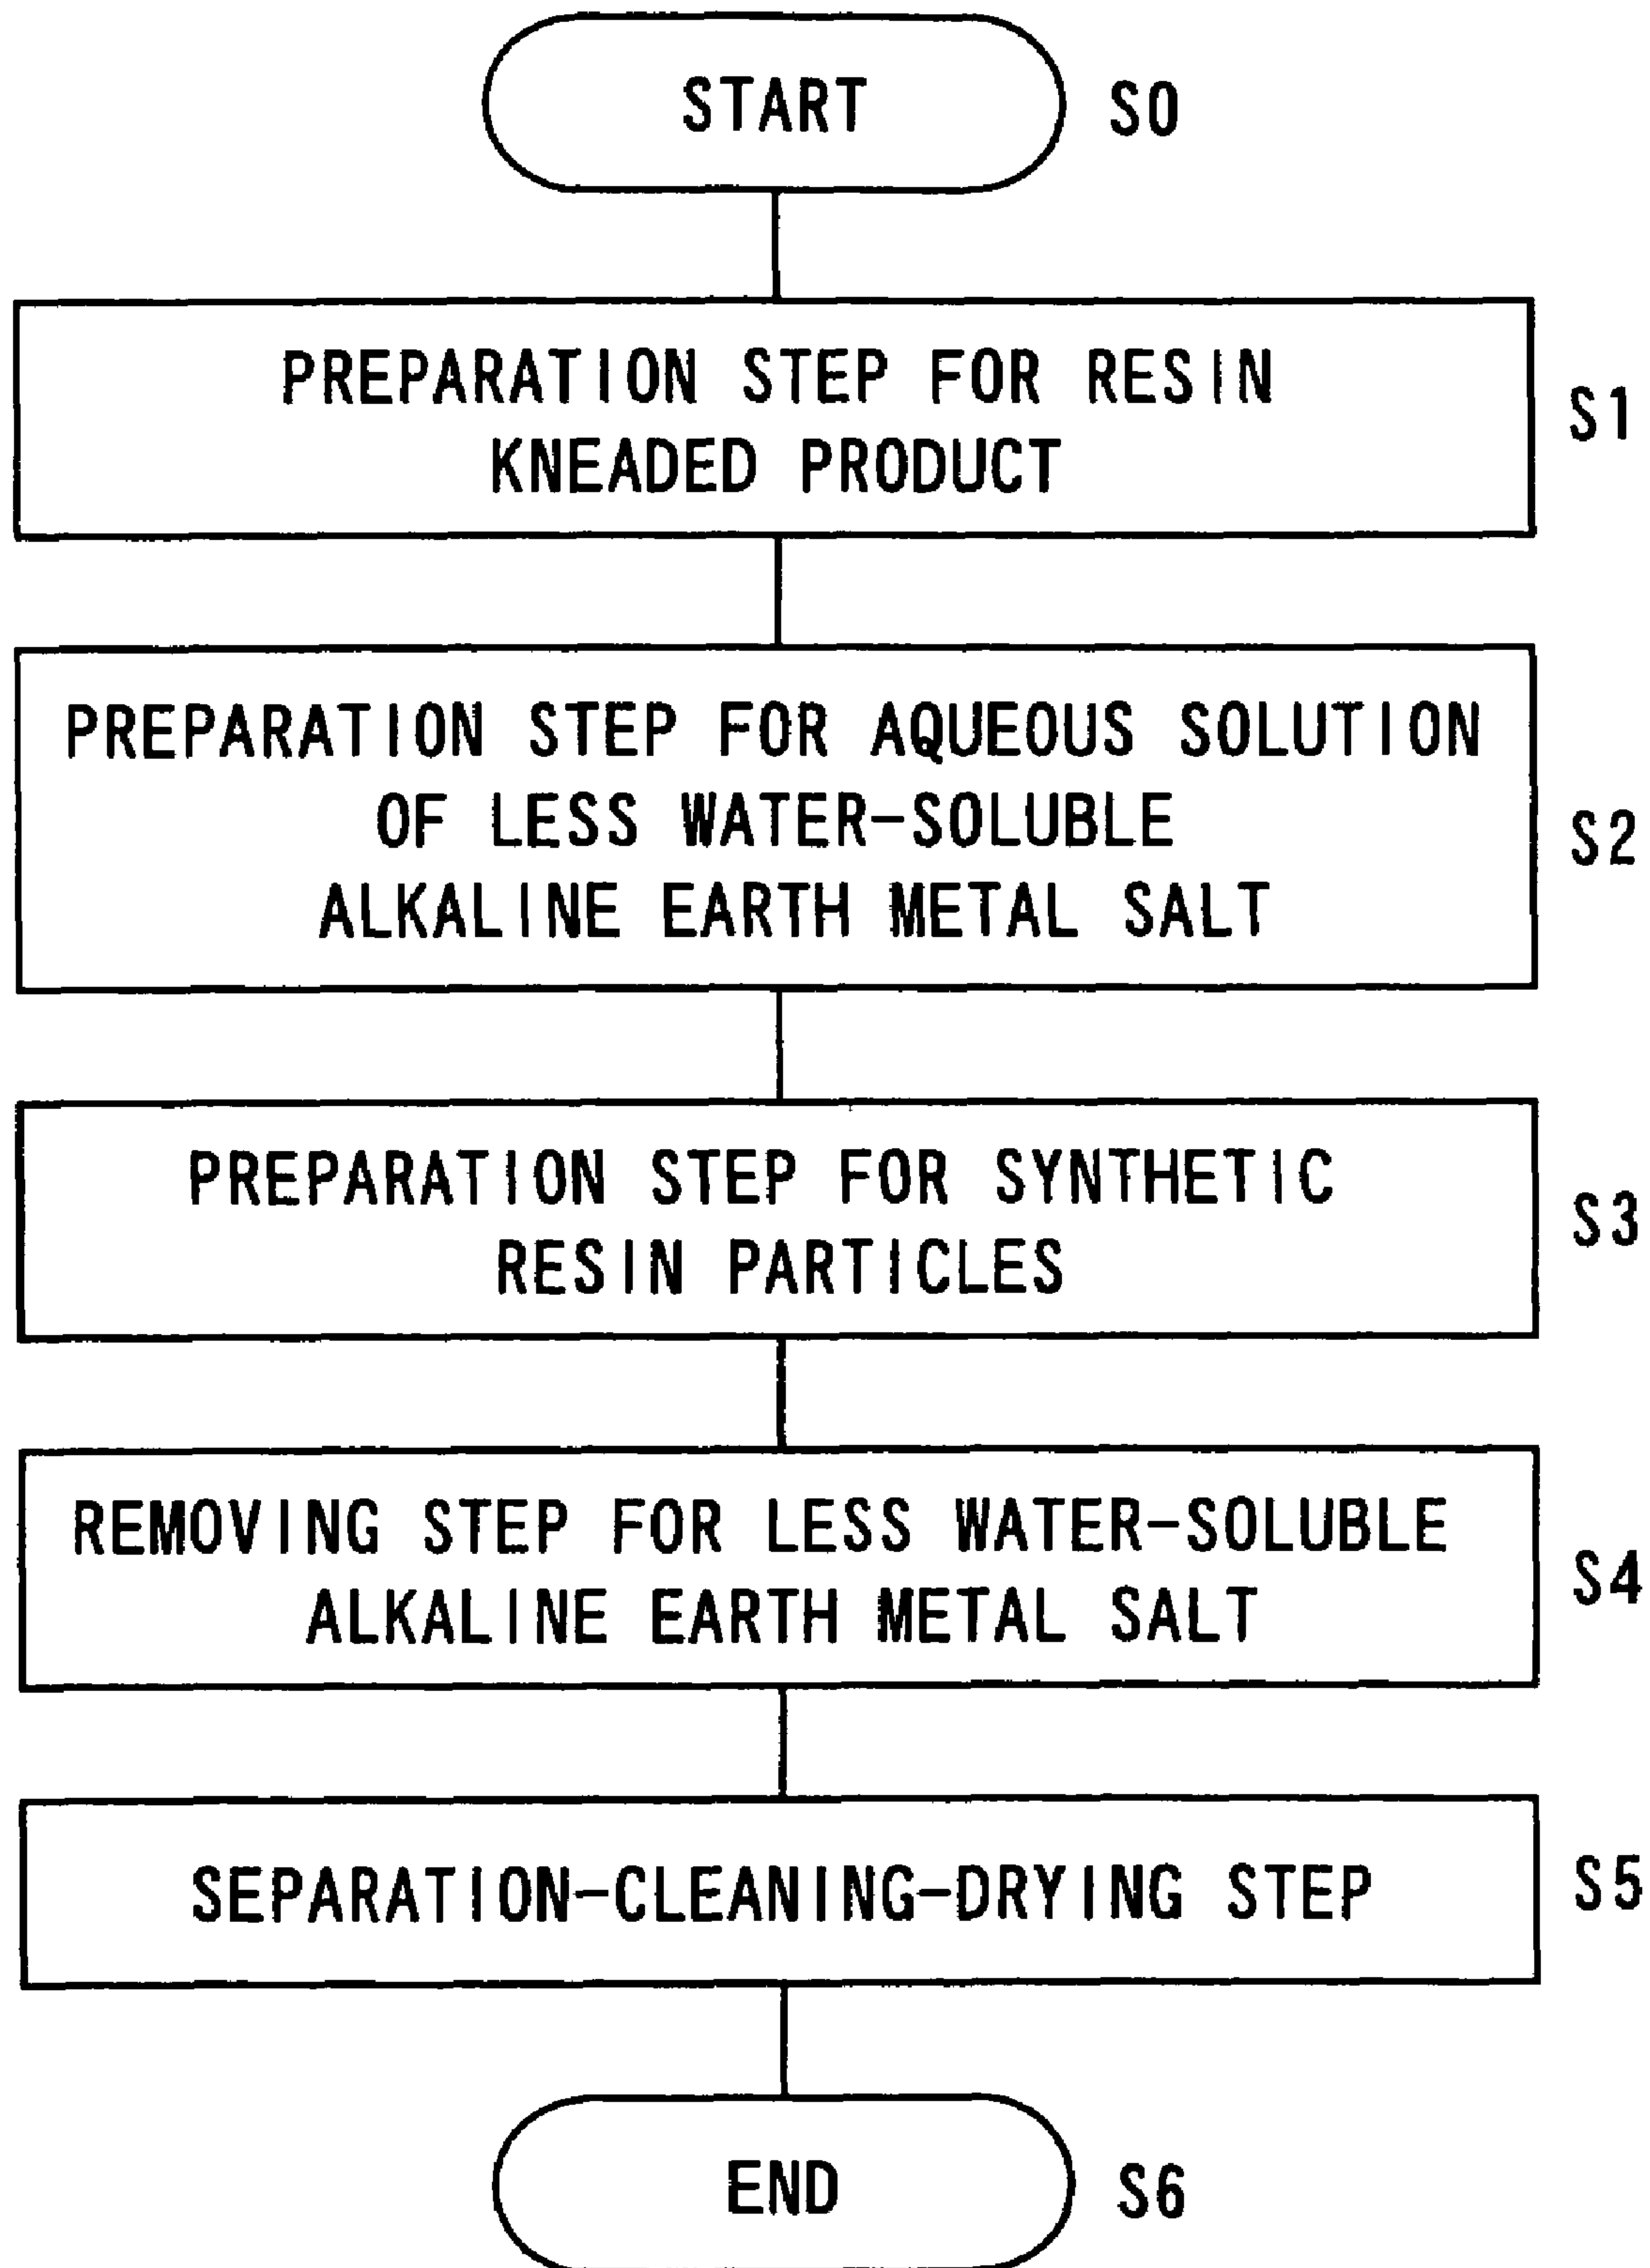 START
S0
PREPARATION STEP FOR RESIN
KNEADED PRODUCT
S1
PREPARATION STEP FOR AQUEOUS SOLUTION
OF LESS WATER-SOLUBLE
ALKALINE EARTH METAL SALT
S2
PREPARATION STEP FOR SYNTHETIC
RESIN PARTICLES
S3
REMOVING STEP FOR LESS WATER-SOLUBLE
ALKALINE EARTH METAL SALT
S4
SEPARATION-CLEANING-DRYING STEP
S5
END
S6